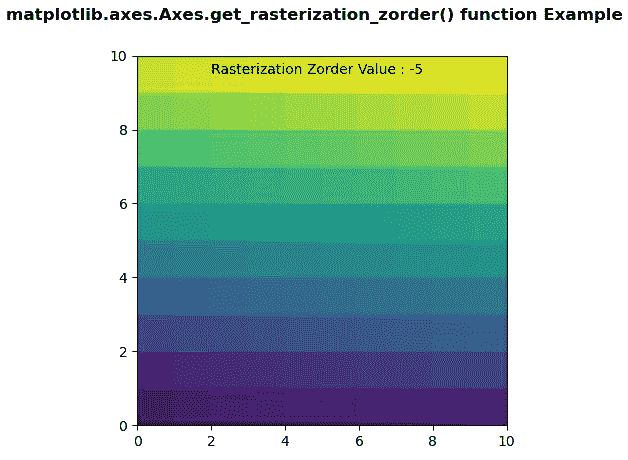 matplotlib.axes.Axes.get_rasterization_zorder() function Example
Rasterization Zorder Value : -5
10
8
6
4
2
0
0 2 4 6 8 10